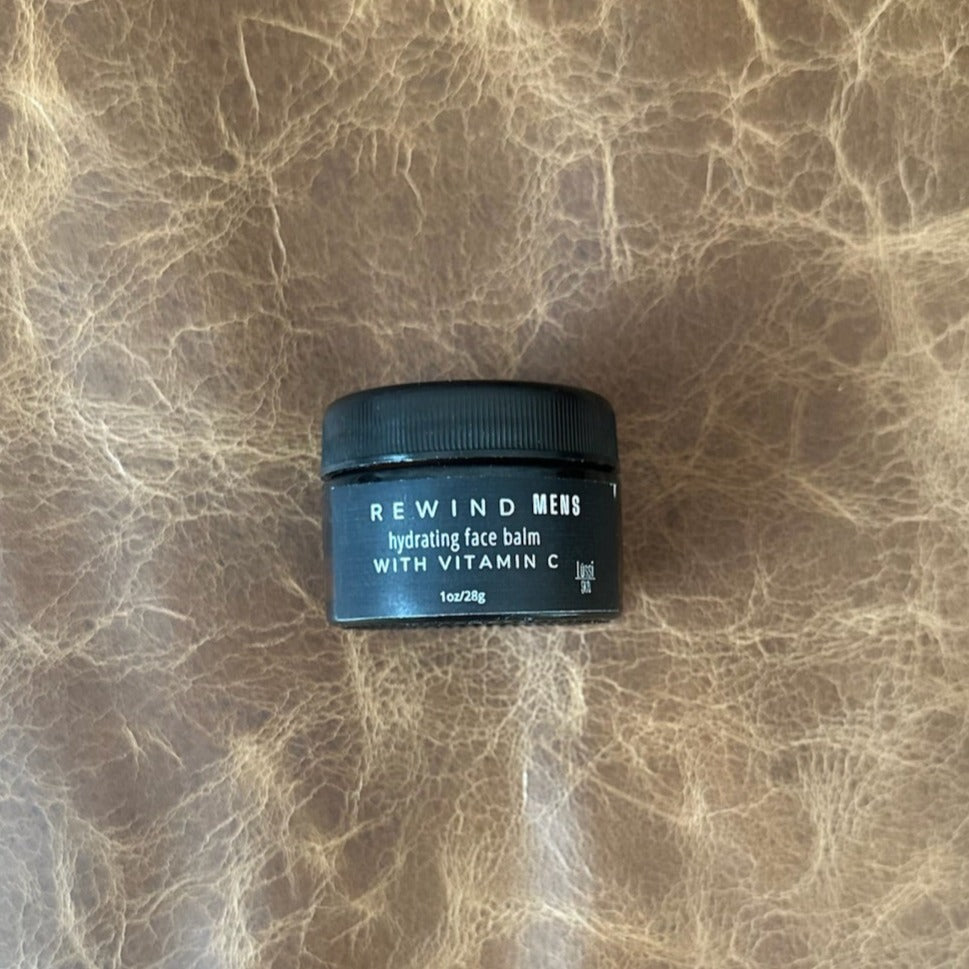 REWIND MENS
hydrating face balm
WITH VITAMIN C
1oz/28g